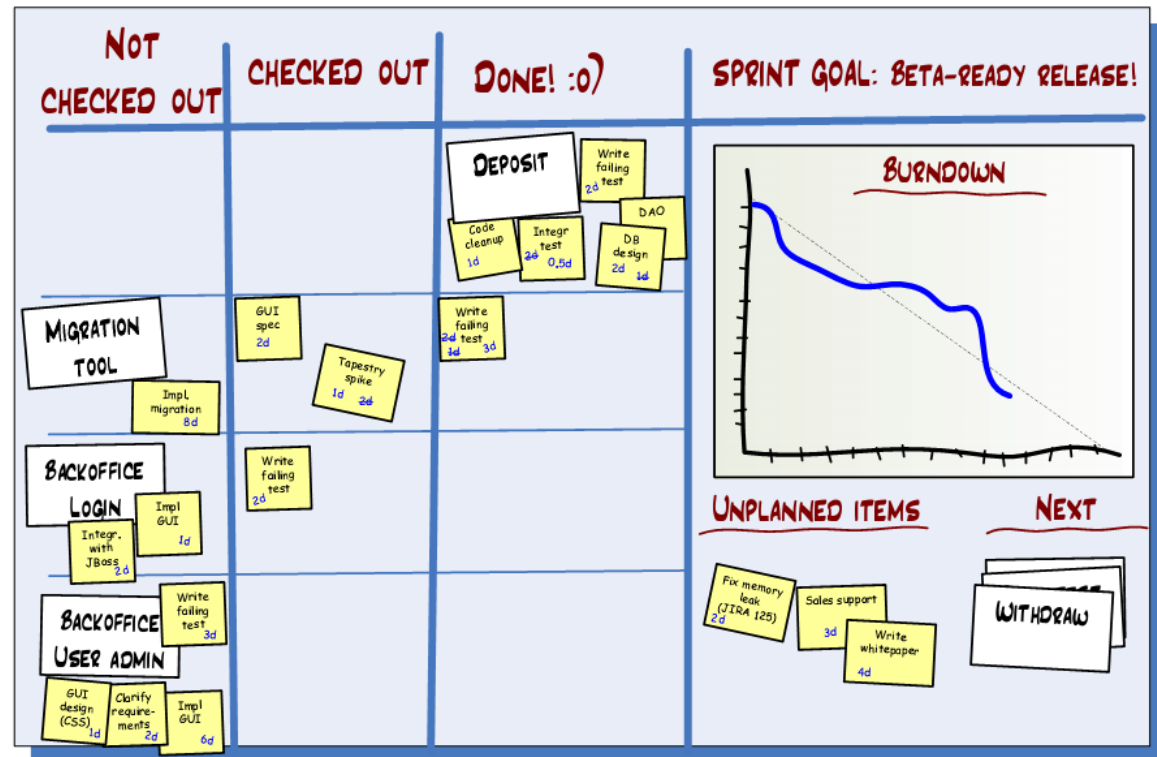 NOT
CHECKED OUT
CHECKED OUT
DONE! :o)
SPRINT GOAL: BETA-READY RELEASE!
DEPOSIT
Write
failing
test
2d
DAO
Code
cleanup
1d
Integr
test
2d 0.5d
DB
design
2d 1d
MIGRATION
TOOL
Impl.
migration
8d
GUI
spec
2d
Tapestry
spike
1d 2d
Write
failing
test
2d
1d 3d
BACKOFFICE
LOGIN
Impl
GUI
1d
Integr.
with
JBoss
2d
Write
failing
test
2d
BACKOFFICE
USER ADMIN
Write
failing
test
3d
GUI
design
(CSS)
1d
Clarify
require-
ments
2d
Impl
GUI
6d
BURNDOWN
UNPLANNED ITEMS
NEXT
Fix memory
leak
(JIRA 125)
2d
Sales support
3d
Write
whitepaper
4d
WITHDRAW